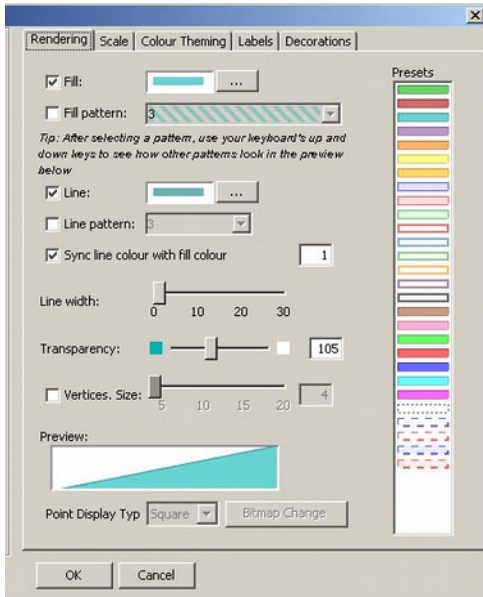 Rendering Scale Colour Theming Labels Decorations
Presets
Fill: ...
Fill pattern: 3
Tip: After selecting a pattern, use your keyboard's up and
down keys to see how other patterns look in the preview
below
Line: ...
Line pattern: 3
Sync line colour with fill colour 1
Line width:
0 10 20 30
Transparency: 105
Vertices. Size: 4
5 10 15 20
Preview:
Point Display Typ Square Bitmap Change
OK Cancel